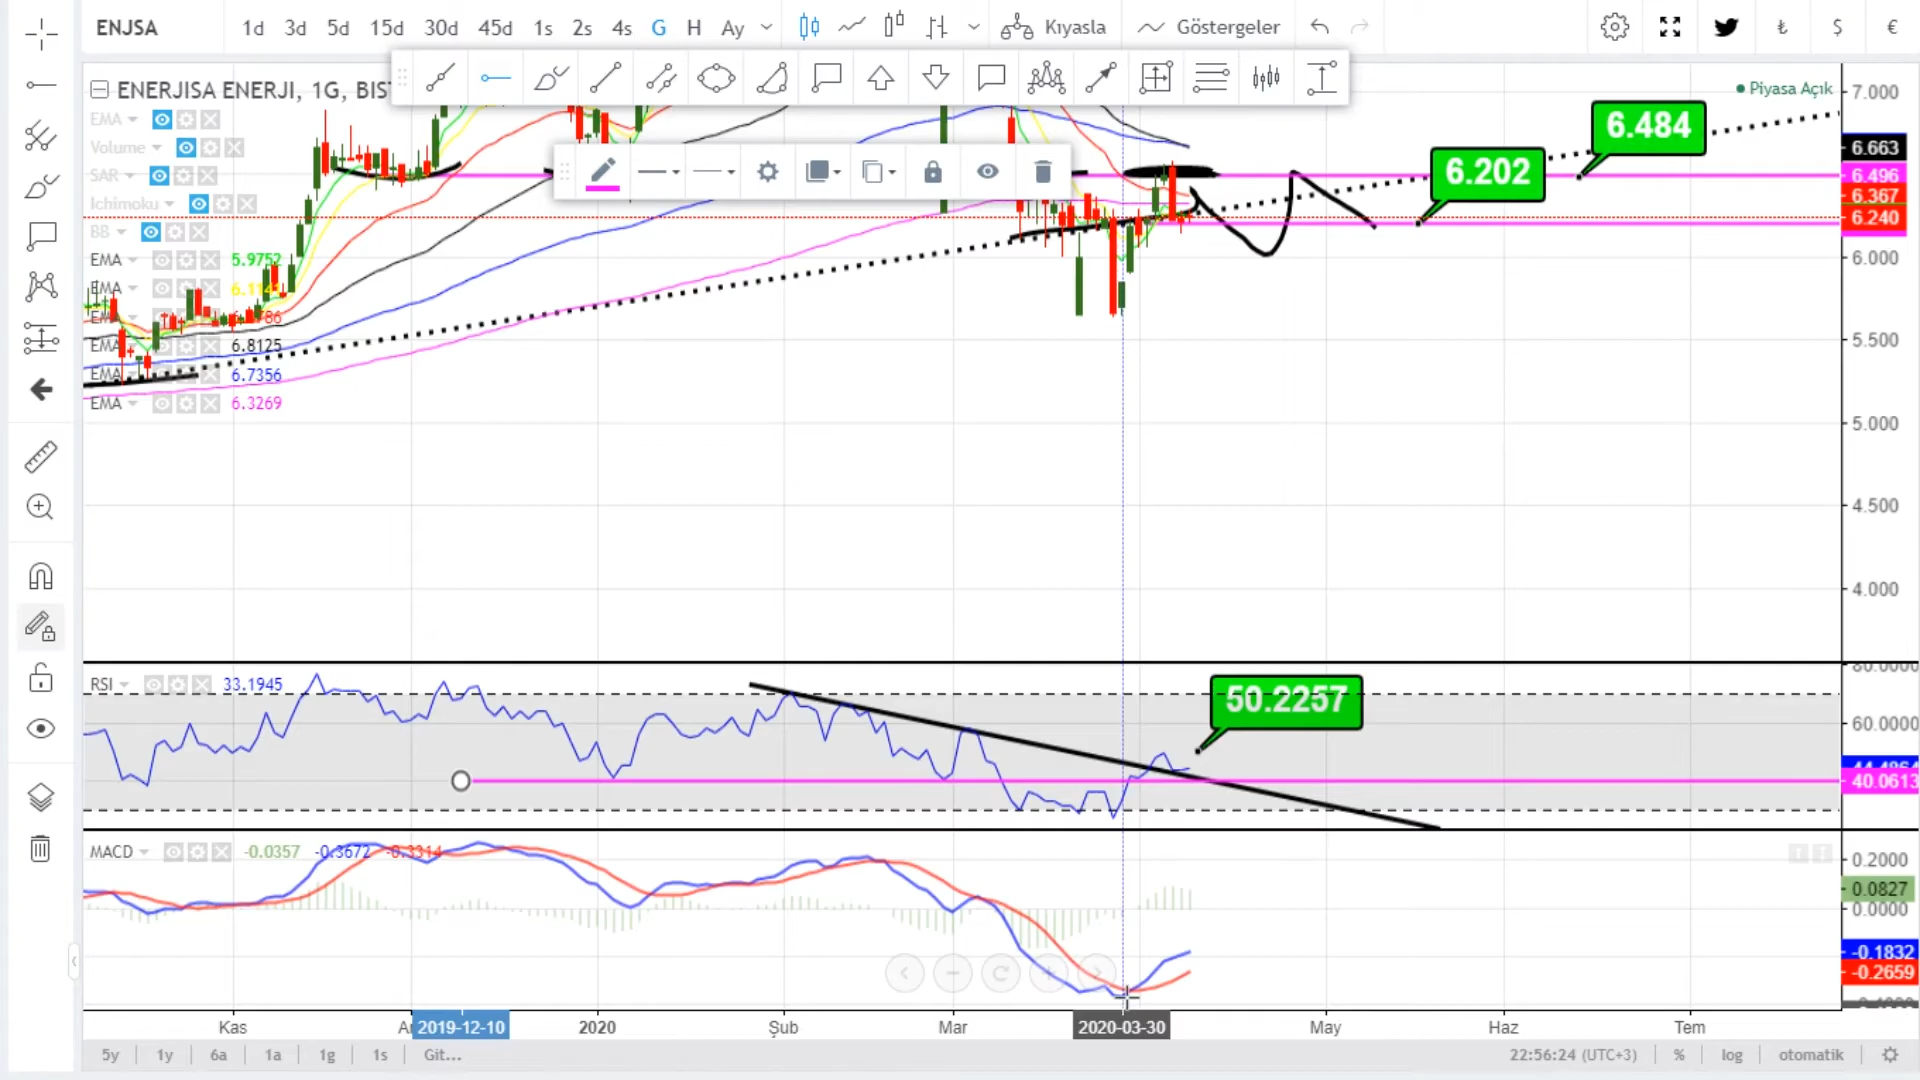 ENJSA 1d 3d 5d 15d 30d 45d 1s 2s 4s G H Ay Kıyasla Göstergeler ₺ $ €
ENERJISA ENERJI, 1G, BIST
Piyasa Açık
EMA
Volume
SAR
Ichimoku
BB
EMA 5.9752
EMA
EMA
EMA 6.8125
EMA 6.7356
EMA 6.3269
6.484
6.202
7.000
6.663
6.496
6.367
6.240
6.000
5.500
5.000
4.500
4.000
RSI 33.1945
50.2257
80.0000
60.0000
40.0613
MACD -0.0357 -0.3672 -0.3314
0.2000
0.0827
0.0000
-0.1832
-0.2659
Kas 2019-12-10 2020 Şub Mar 2020-03-30 May Haz Tem
5y 1y 6a 1a 1g 1s Git... 22:56:24 (UTC+3) % log otomatik